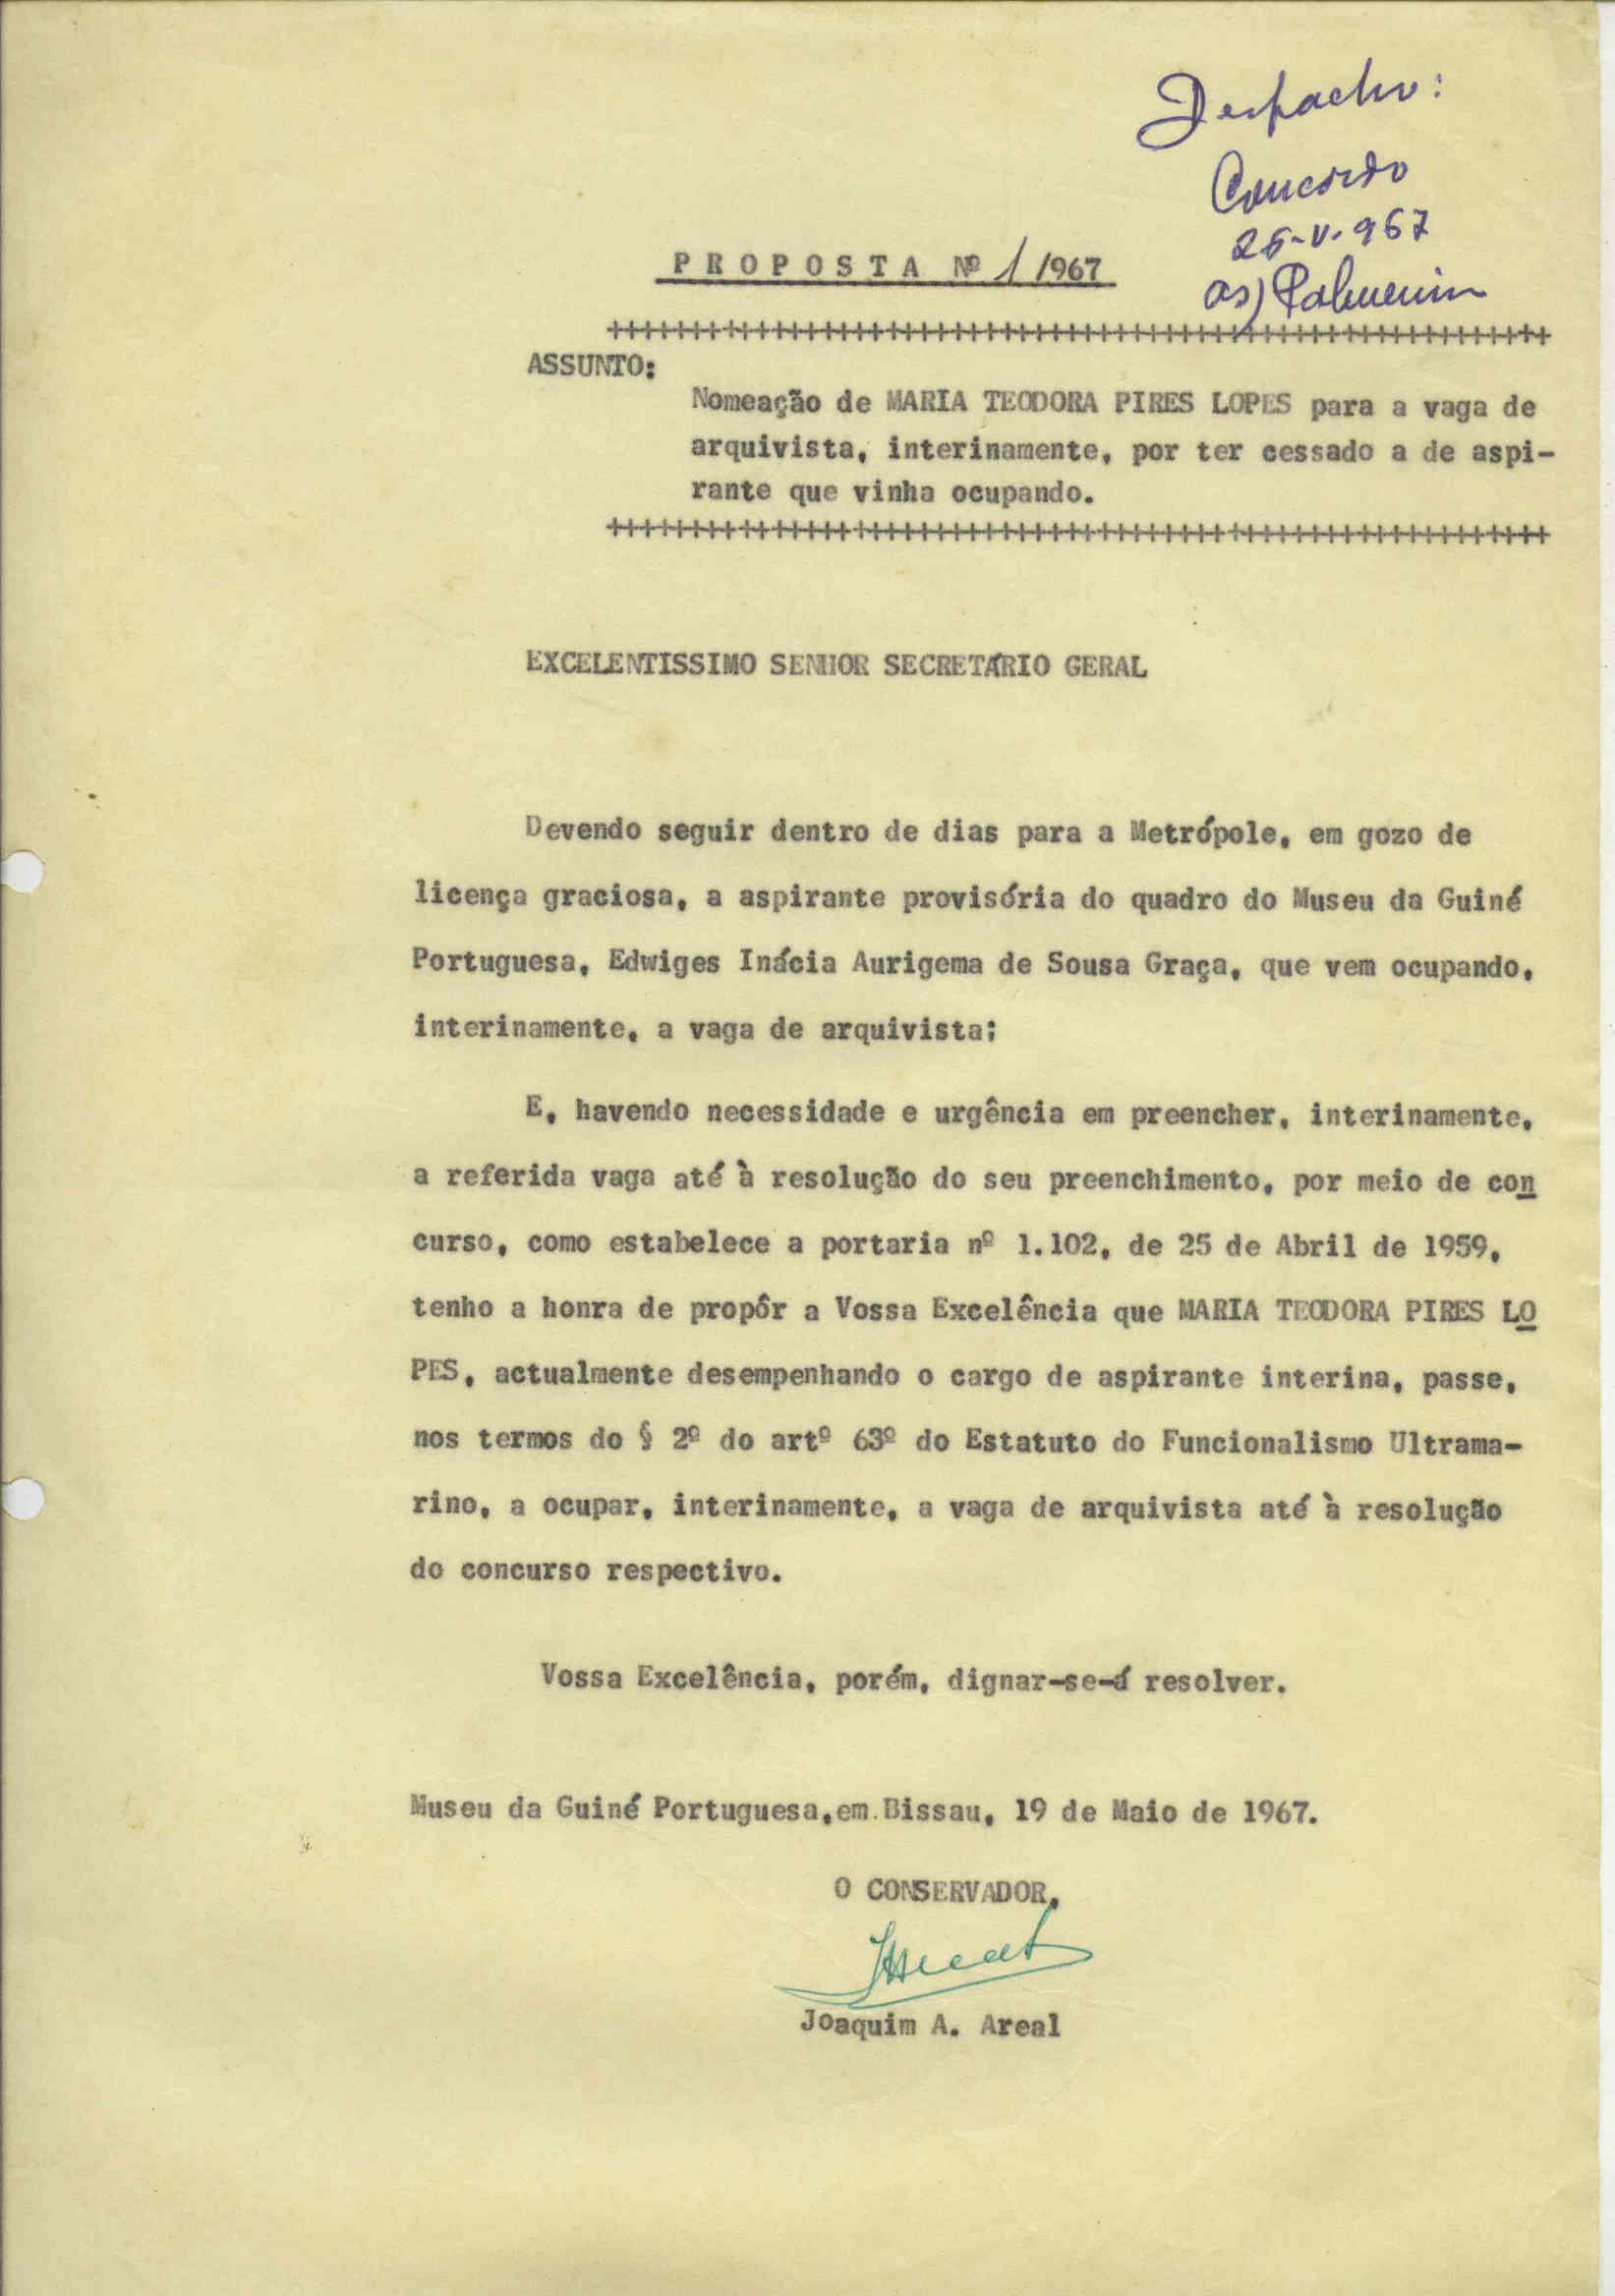 Despacho:
Concordo
26-V-967
as) Palmeirim
PROPOSTA Nº 1/1967
++++++++++++++++++++++++++++++++++++++++++++++++++++++++++
ASSUNTO:
Nomeação de MARIA TEODORA PIRES LOPES para a vaga de
arquivista, interinamente, por ter cessado a de aspi-
rante que vinha ocupando.
++++++++++++++++++++++++++++++++++++++++++++++++++++++++++
EXCELENTISSIMO SENHOR SECRETÁRIO GERAL
Devendo seguir dentro de dias para a Metrópole, em gozo de
licença graciosa, a aspirante provisória do quadro do Museu da Guiné
Portuguesa, Edwiges Inácia Aurigema de Sousa Graça, que vem ocupando,
interinamente, a vaga de arquivista;
E, havendo necessidade e urgência em preencher, interinamente,
a referida vaga até à resolução do seu preenchimento, por meio de con
curso, como estabelece a portaria nº 1.102, de 25 de Abril de 1959,
tenho a honra de propôr a Vossa Excelência que MARIA TEODORA PIRES LO
PES, actualmente desempenhando o cargo de aspirante interina, passe,
nos termos do § 2º do artº 63º do Estatuto do Funcionalismo Ultrama-
rino, a ocupar, interinamente, a vaga de arquivista até à resolução
do concurso respectivo.
Vossa Excelência, porém, dignar-se-á resolver.
Museu da Guiné Portuguesa,em Bissau, 19 de Maio de 1967.
O CONSERVADOR,
Joaquim A. Areal